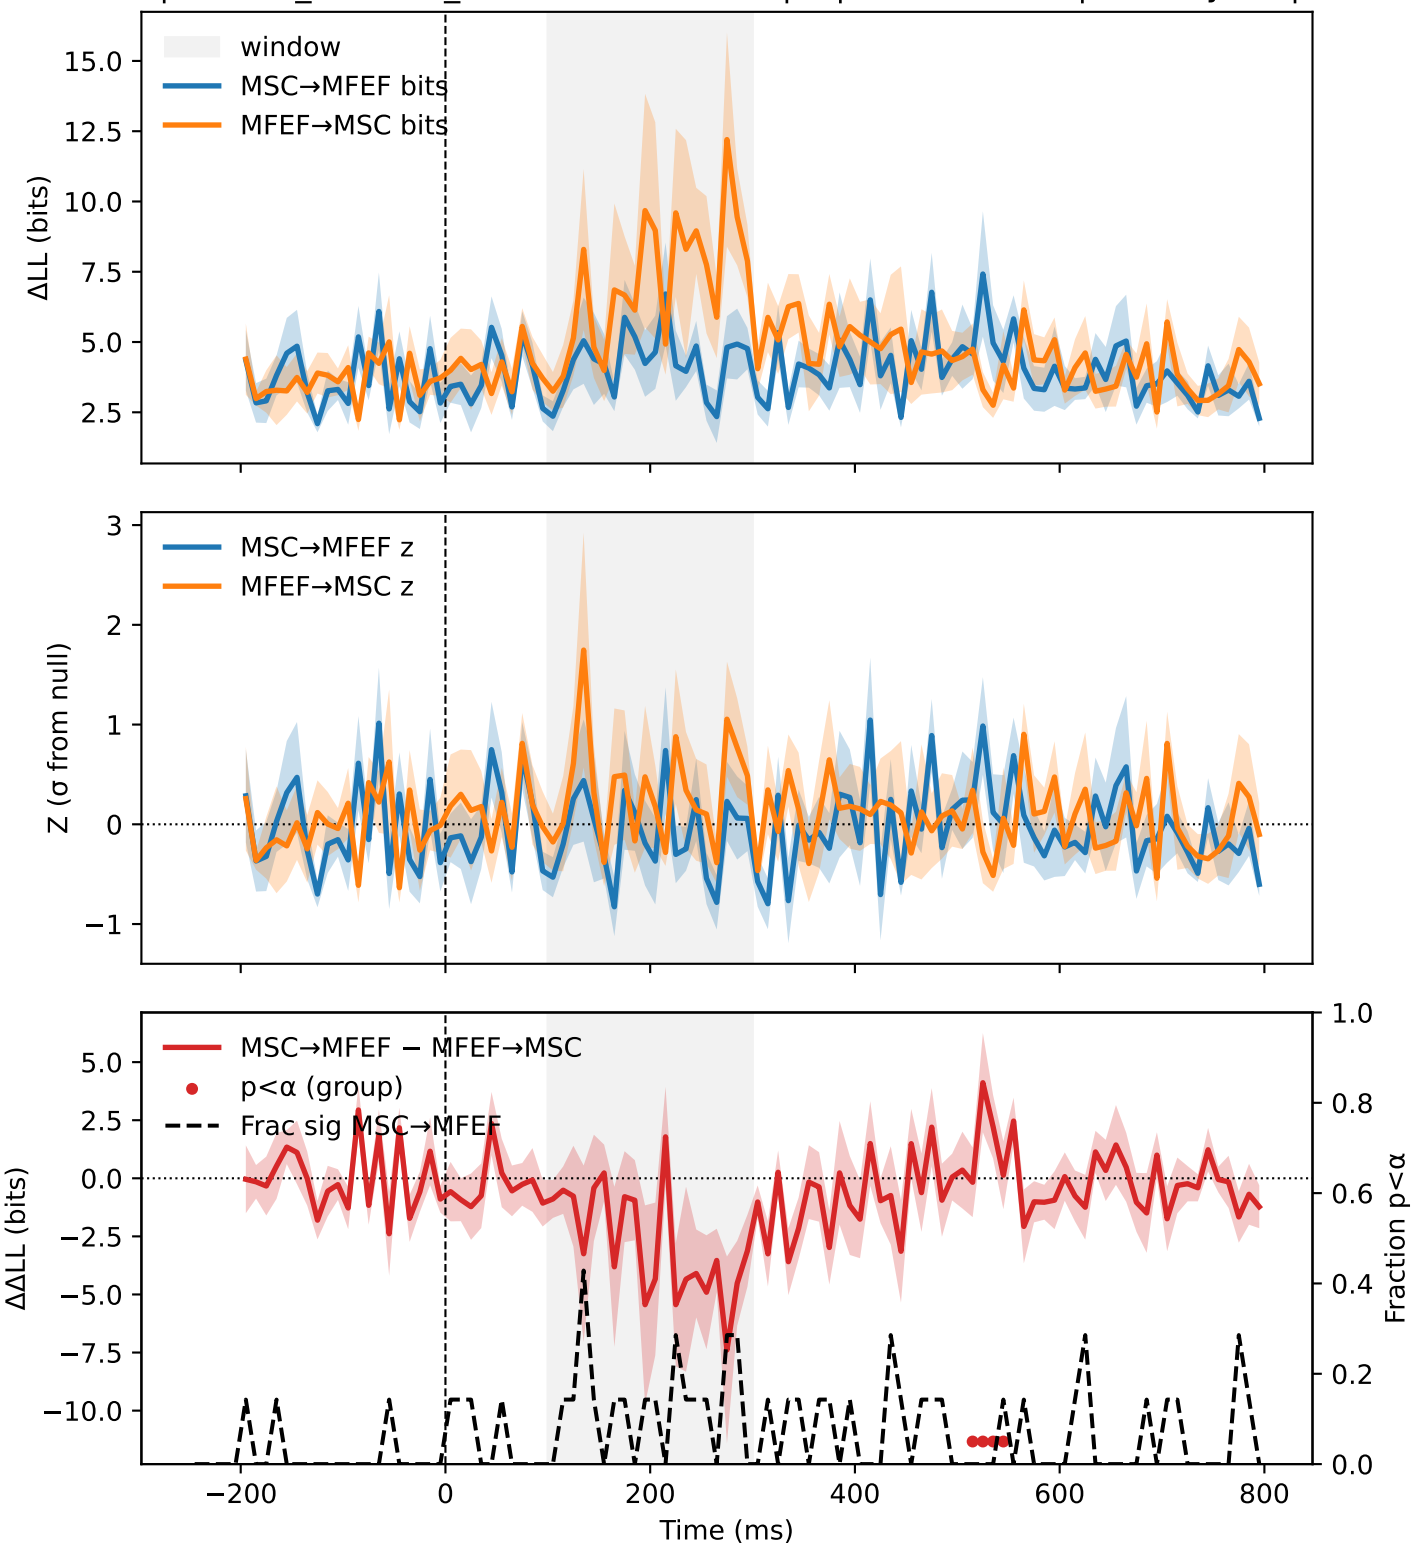 window
MSC→MFEF bits
MFEF→MSC bits
15.0
12.5
10.0
7.5
5.0
2.5
ΔLL (bits)
MSC→MFEF z
MFEF→MSC z
3
2
1
0
−1
Z (σ from null)
MSC→MFEF − MFEF→MSC
p<α (group)
Frac sig MSC→MFEF
5.0
2.5
0.0
−2.5
−5.0
−7.5
−10.0
ΔΔLL (bits)
1.0
0.8
0.6
0.4
0.2
0.0
Fraction p<α
−200
0
200
400
600
800
Time (ms)